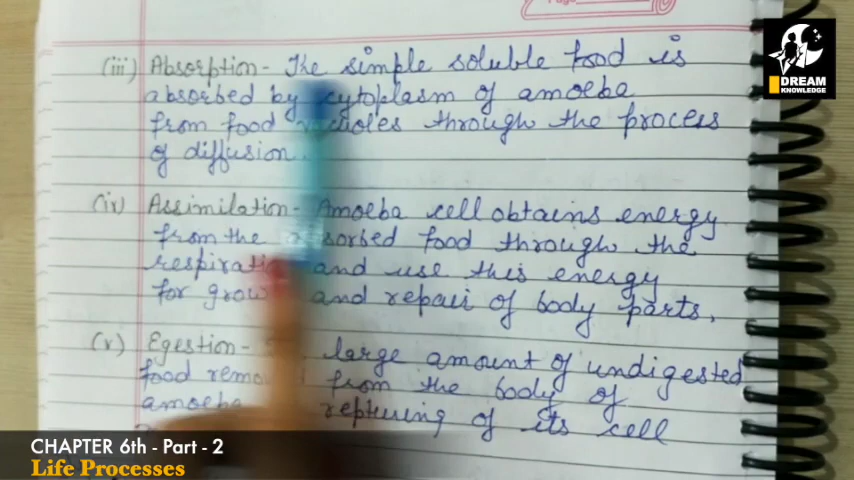 (iii) Absorption - The simple soluble food is
absorbed by cytoplasm of amoeba
from food through the process
of diffusion.
(iv) Assimilation - Amoeba cell obtains energy
from the absorbed food through the
and use this energy
for and repair of body parts.
(v) Egestion - large amount of undigested
food from the body of
amoeba repturing of its cell
DREAM
KNOWLEDGE
CHAPTER 6th - Part - 2
Life Processes